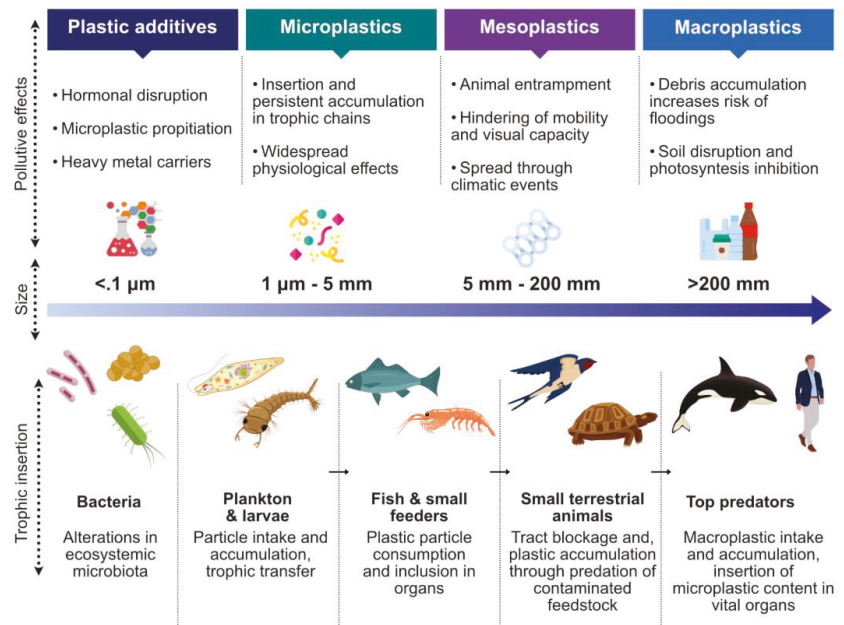 Plastic additives
Microplastics
Mesoplastics
Macroplastics
Pollutive effects
• Hormonal disruption
• Microplastic propitiation
• Heavy metal carriers
• Insertion and
persistent accumulation
in trophic chains
• Widespread
physiological effects
• Animal entrampment
• Hindering of mobility
and visual capacity
• Spread through
climatic events
• Debris accumulation
increases risk of
floodings
• Soil disruption and
photosyntesis inhibition
Size
<.1 µm
1 µm - 5 mm
5 mm - 200 mm
>200 mm
Trophic insertion
Bacteria
Alterations in
ecosystemic
microbiota
Plankton
& larvae
Particle intake and
accumulation,
trophic transfer
Fish & small
feeders
Plastic particle
consumption
and inclusion in
organs
Small terrestrial
animals
Tract blockage and,
plastic accumulation
through predation of
contaminated
feedstock
Top predators
Macroplastic intake
and accumulation,
insertion of
microplastic content in
vital organs